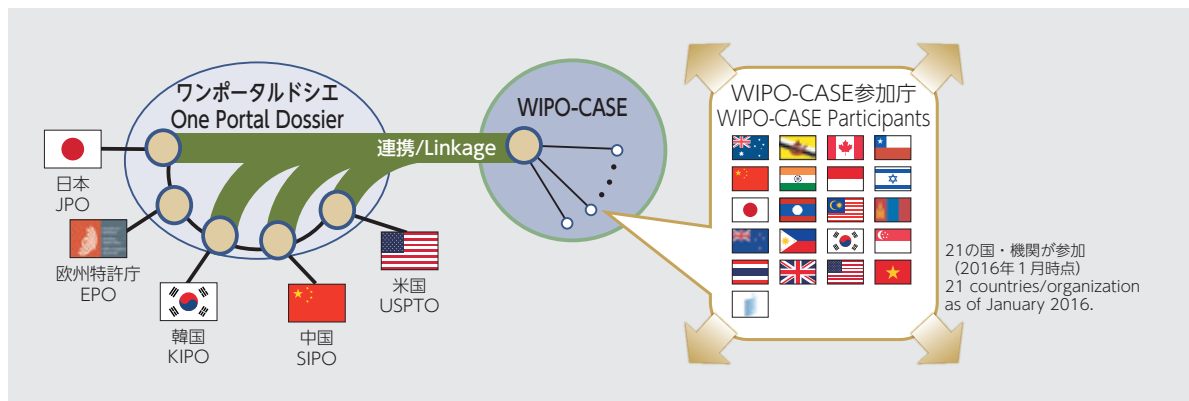 ワンポータルドシエ
One Portal Dossier
連携/Linkage
WIPO-CASE
日本
JPO
欧州特許庁
EPO
韓国
KIPO
中国
SIPO
米国
USPTO
WIPO-CASE参加庁
WIPO-CASE Participants
21の国・機関が参加
（2016年１月時点）
21 countries/organization
as of January 2016.